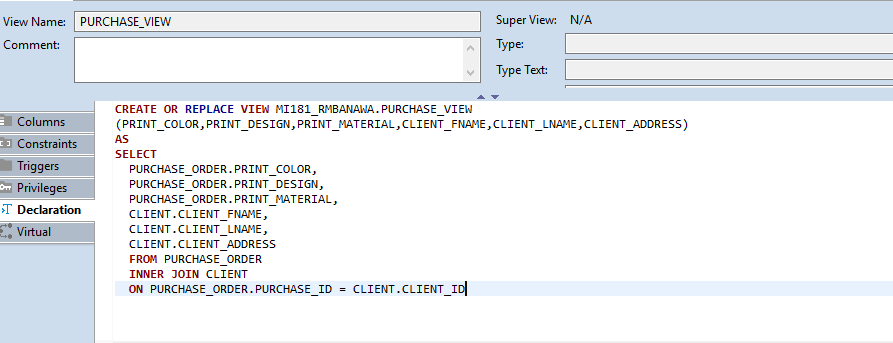 View Name: PURCHASE_VIEW Super View: N/A
Comment: Type:
Type Text:
Columns
Constraints
Triggers
Privileges
Declaration
Virtual
CREATE OR REPLACE VIEW MI181_RMBANAWA.PURCHASE_VIEW
(PRINT_COLOR,PRINT_DESIGN,PRINT_MATERIAL,CLIENT_FNAME,CLIENT_LNAME,CLIENT_ADDRESS)
AS
SELECT
PURCHASE_ORDER.PRINT_COLOR,
PURCHASE_ORDER.PRINT_DESIGN,
PURCHASE_ORDER.PRINT_MATERIAL,
CLIENT.CLIENT_FNAME,
CLIENT.CLIENT_LNAME,
CLIENT.CLIENT_ADDRESS
FROM PURCHASE_ORDER
INNER JOIN CLIENT
ON PURCHASE_ORDER.PURCHASE_ID = CLIENT.CLIENT_ID